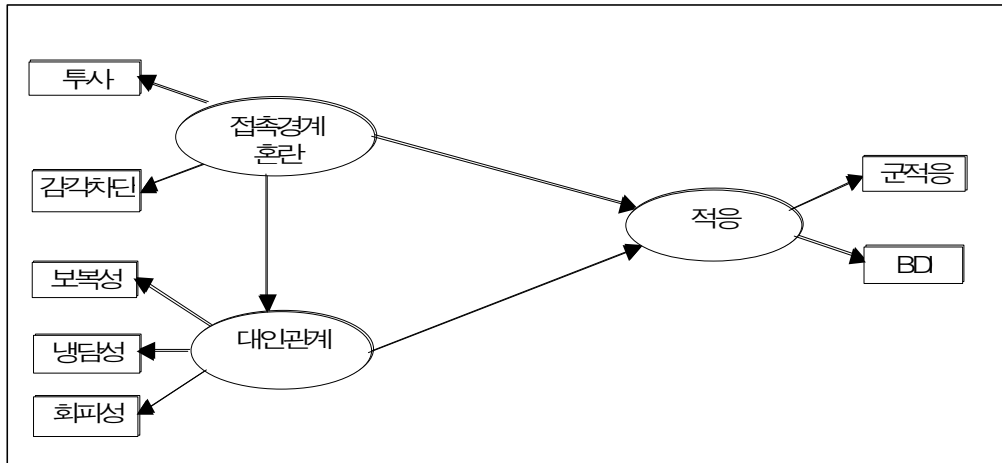 투사
접촉경계
혼란
감각차단
군적응
적응
BDI
보복성
대인관계
냉담성
회피성